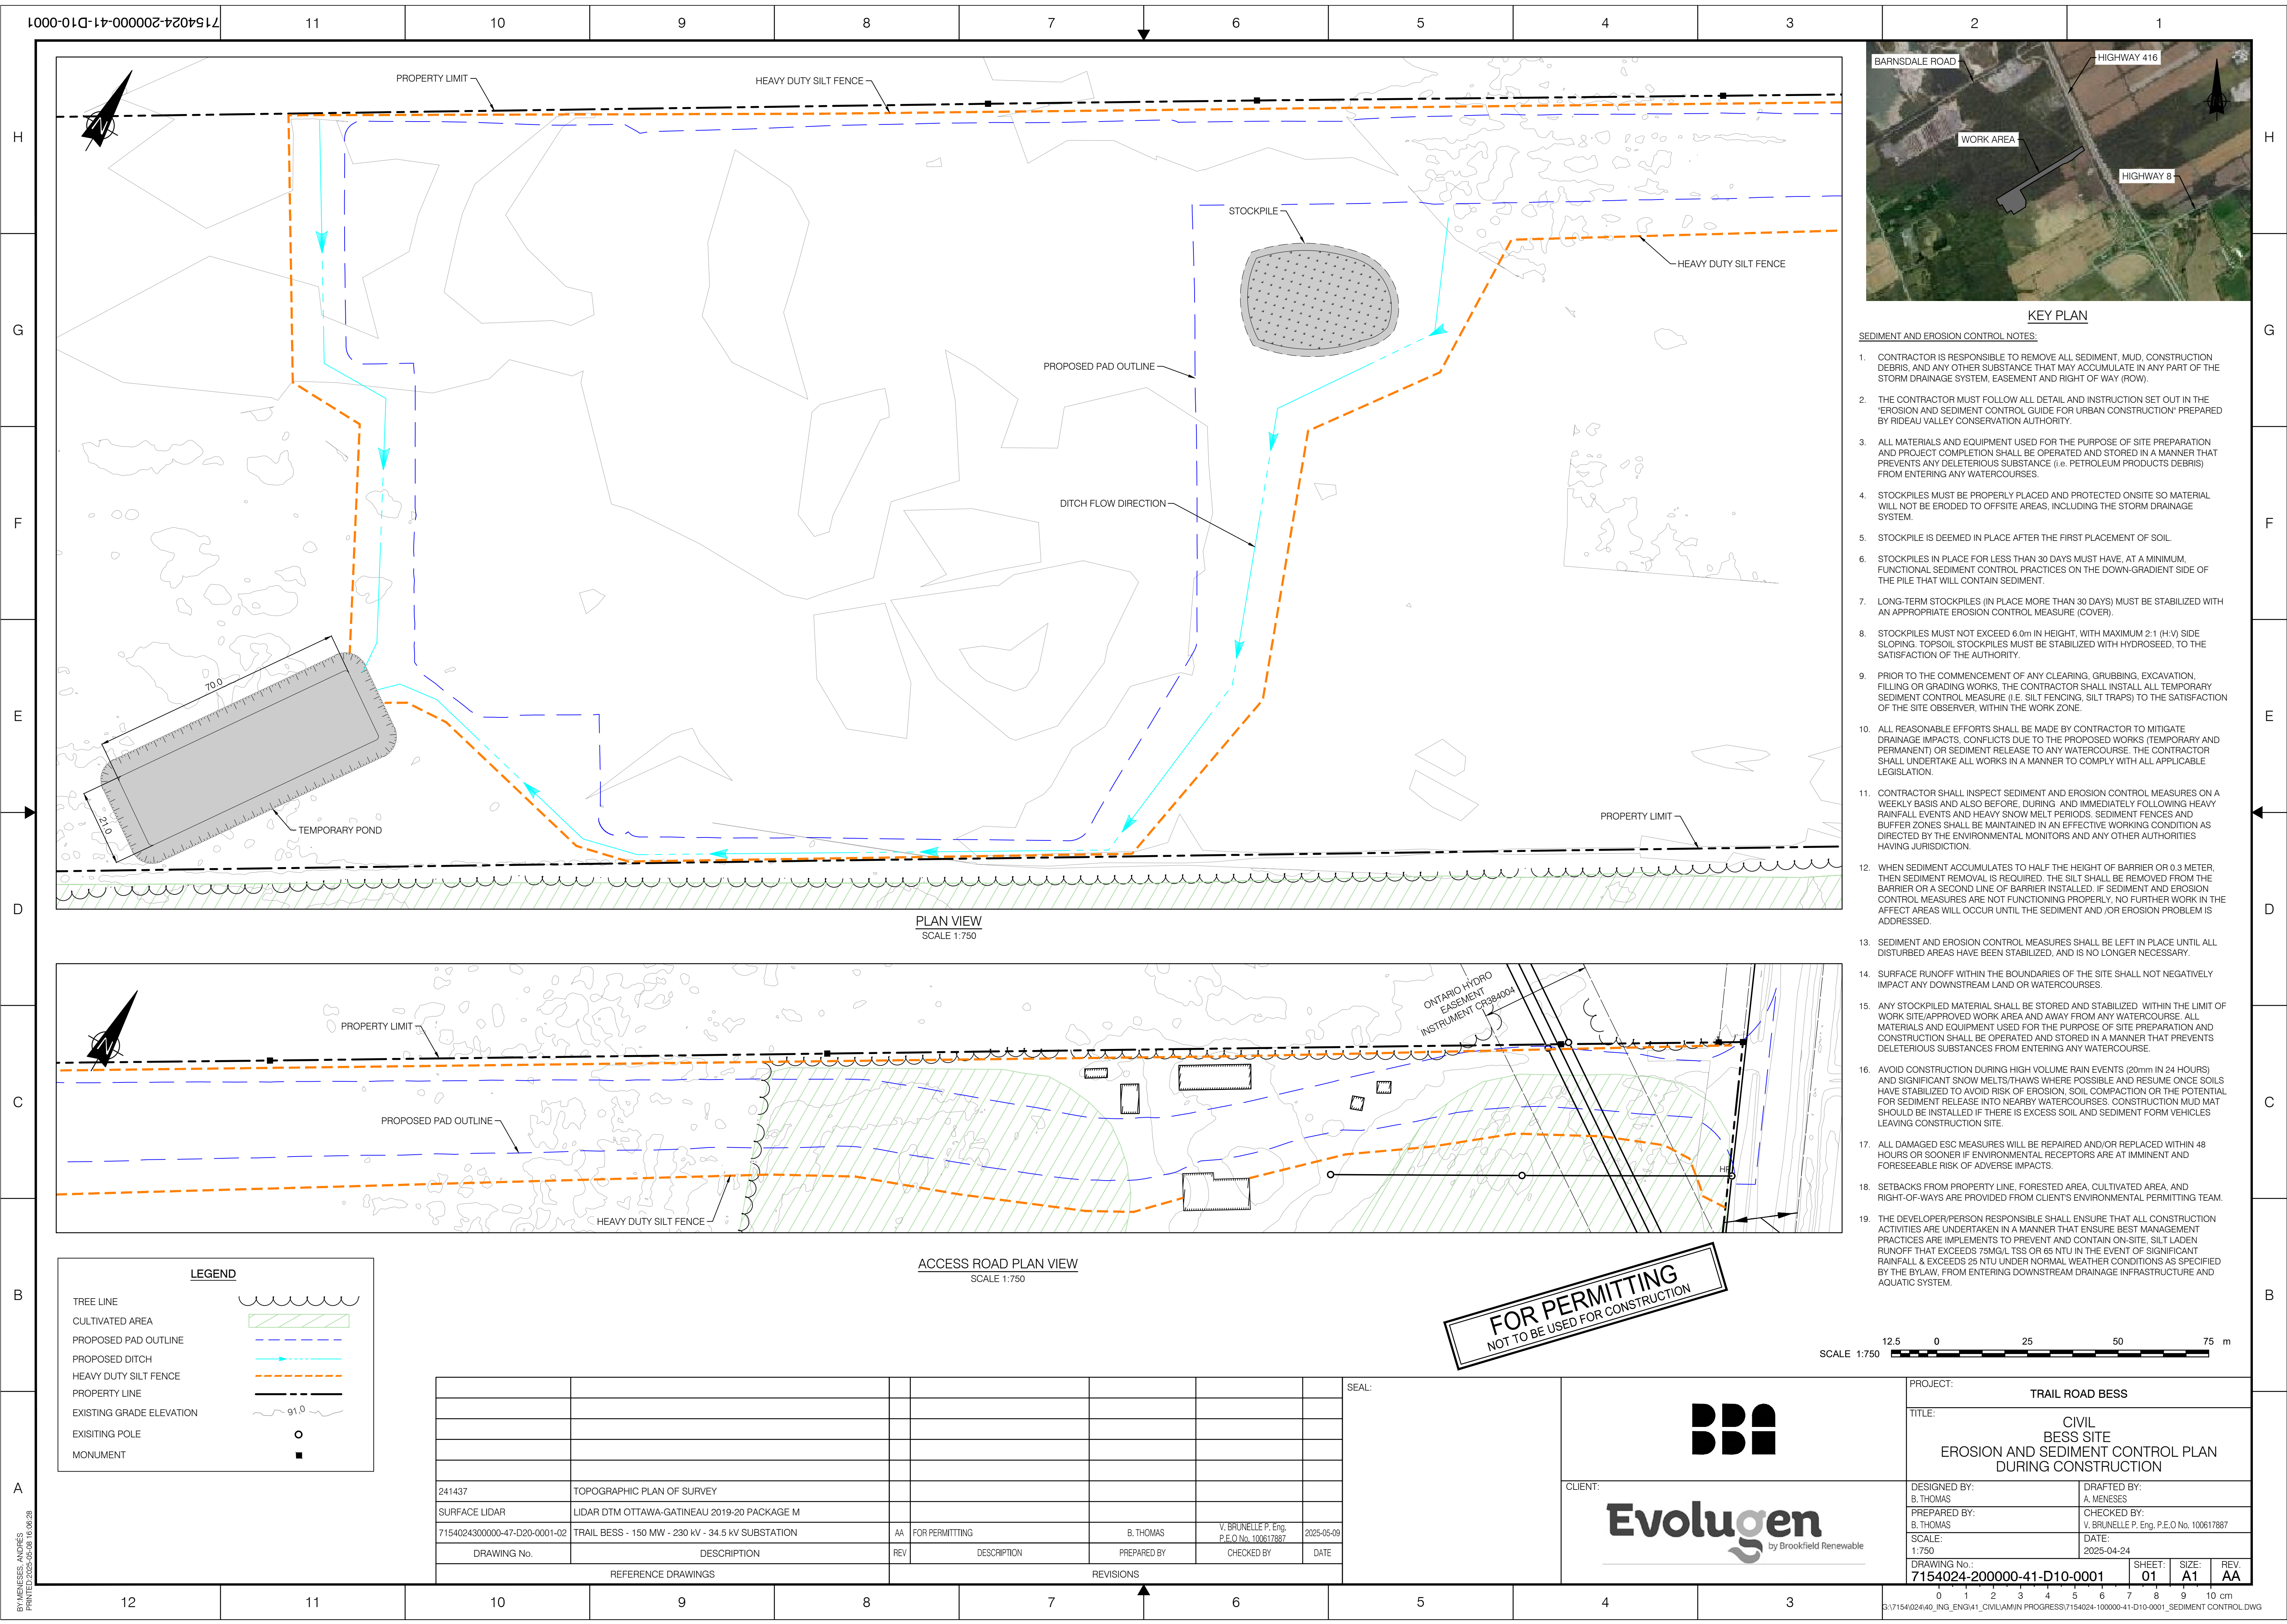 7154024-200000-41-D10-0001
11
10
9
8
7
6
5
4
3
2
1
H
G
F
E
D
C
B
A
H
G
F
E
D
C
B
PROPERTY LIMIT
HEAVY DUTY SILT FENCE
N
STOCKPILE
HEAVY DUTY SILT FENCE
PROPOSED PAD OUTLINE
DITCH FLOW DIRECTION
70.0
21.0
TEMPORARY POND
PROPERTY LIMIT
PLAN VIEW
SCALE 1:750
N
PROPERTY LIMIT
PROPOSED PAD OUTLINE
HEAVY DUTY SILT FENCE
ONTARIO HYDRO
EASEMENT
INSTRUMENT CR384004
ACCESS ROAD PLAN VIEW
SCALE 1:750
BARNSDALE ROAD
HIGHWAY 416
WORK AREA
HIGHWAY 8
KEY PLAN
SEDIMENT AND EROSION CONTROL NOTES:
1. CONTRACTOR IS RESPONSIBLE TO REMOVE ALL SEDIMENT, MUD, CONSTRUCTION
DEBRIS, AND ANY OTHER SUBSTANCE THAT MAY ACCUMULATE IN ANY PART OF THE
STORM DRAINAGE SYSTEM, EASEMENT AND RIGHT OF WAY (ROW).
2. THE CONTRACTOR MUST FOLLOW ALL DETAIL AND INSTRUCTION SET OUT IN THE
"EROSION AND SEDIMENT CONTROL GUIDE FOR URBAN CONSTRUCTION" PREPARED
BY RIDEAU VALLEY CONSERVATION AUTHORITY.
3. ALL MATERIALS AND EQUIPMENT USED FOR THE PURPOSE OF SITE PREPARATION
AND PROJECT COMPLETION SHALL BE OPERATED AND STORED IN A MANNER THAT
PREVENTS ANY DELETERIOUS SUBSTANCE (i.e. PETROLEUM PRODUCTS DEBRIS)
FROM ENTERING ANY WATERCOURSES.
4. STOCKPILES MUST BE PROPERLY PLACED AND PROTECTED ONSITE SO MATERIAL
WILL NOT BE ERODED TO OFFSITE AREAS, INCLUDING THE STORM DRAINAGE
SYSTEM.
5. STOCKPILE IS DEEMED IN PLACE AFTER THE FIRST PLACEMENT OF SOIL.
6. STOCKPILES IN PLACE FOR LESS THAN 30 DAYS MUST HAVE, AT A MINIMUM,
FUNCTIONAL SEDIMENT CONTROL PRACTICES ON THE DOWN-GRADIENT SIDE OF
THE PILE THAT WILL CONTAIN SEDIMENT.
7. LONG-TERM STOCKPILES (IN PLACE MORE THAN 30 DAYS) MUST BE STABILIZED WITH
AN APPROPRIATE EROSION CONTROL MEASURE (COVER).
8. STOCKPILES MUST NOT EXCEED 6.0m IN HEIGHT, WITH MAXIMUM 2:1 (H:V) SIDE
SLOPING. TOPSOIL STOCKPILES MUST BE STABILIZED WITH HYDROSEED, TO THE
SATISFACTION OF THE AUTHORITY.
9. PRIOR TO THE COMMENCEMENT OF ANY CLEARING, GRUBBING, EXCAVATION,
FILLING OR GRADING WORKS, THE CONTRACTOR SHALL INSTALL ALL TEMPORARY
SEDIMENT CONTROL MEASURE (I.E. SILT FENCING, SILT TRAPS) TO THE SATISFACTION
OF THE SITE OBSERVER, WITHIN THE WORK ZONE.
10. ALL REASONABLE EFFORTS SHALL BE MADE BY CONTRACTOR TO MITIGATE
DRAINAGE IMPACTS, CONFLICTS DUE TO THE PROPOSED WORKS (TEMPORARY AND
PERMANENT) OR SEDIMENT RELEASE TO ANY WATERCOURSE. THE CONTRACTOR
SHALL UNDERTAKE ALL WORKS IN A MANNER TO COMPLY WITH ALL APPLICABLE
LEGISLATION.
11. CONTRACTOR SHALL INSPECT SEDIMENT AND EROSION CONTROL MEASURES ON A
WEEKLY BASIS AND ALSO BEFORE, DURING AND IMMEDIATELY FOLLOWING HEAVY
RAINFALL EVENTS AND HEAVY SNOW MELT PERIODS. SEDIMENT FENCES AND
BUFFER ZONES SHALL BE MAINTAINED IN AN EFFECTIVE WORKING CONDITION AS
DIRECTED BY THE ENVIRONMENTAL MONITORS AND ANY OTHER AUTHORITIES
HAVING JURISDICTION.
12. WHEN SEDIMENT ACCUMULATES TO HALF THE HEIGHT OF BARRIER OR 0.3 METER,
THEN SEDIMENT REMOVAL IS REQUIRED. THE SILT SHALL BE REMOVED FROM THE
BARRIER OR A SECOND LINE OF BARRIER INSTALLED. IF SEDIMENT AND EROSION
CONTROL MEASURES ARE NOT FUNCTIONING PROPERLY, NO FURTHER WORK IN THE
AFFECT AREAS WILL OCCUR UNTIL THE SEDIMENT AND /OR EROSION PROBLEM IS
ADDRESSED.
13. SEDIMENT AND EROSION CONTROL MEASURES SHALL BE LEFT IN PLACE UNTIL ALL
DISTURBED AREAS HAVE BEEN STABILIZED, AND IS NO LONGER NECESSARY.
14. SURFACE RUNOFF WITHIN THE BOUNDARIES OF THE SITE SHALL NOT NEGATIVELY
IMPACT ANY DOWNSTREAM LAND OR WATERCOURSES.
15. ANY STOCKPILED MATERIAL SHALL BE STORED AND STABILIZED WITHIN THE LIMIT OF
WORK SITE/APPROVED WORK AREA AND AWAY FROM ANY WATERCOURSE. ALL
MATERIALS AND EQUIPMENT USED FOR THE PURPOSE OF SITE PREPARATION AND
CONSTRUCTION SHALL BE OPERATED AND STORED IN A MANNER THAT PREVENTS
DELETERIOUS SUBSTANCES FROM ENTERING ANY WATERCOURSE.
16. AVOID CONSTRUCTION DURING HIGH VOLUME RAIN EVENTS (20mm IN 24 HOURS)
AND SIGNIFICANT SNOW MELTS/THAWS WHERE POSSIBLE AND RESUME ONCE SOILS
HAVE STABILIZED TO AVOID RISK OF EROSION, SOIL COMPACTION OR THE POTENTIAL
FOR SEDIMENT RELEASE INTO NEARBY WATERCOURSES. CONSTRUCTION MUD MAT
SHOULD BE INSTALLED IF THERE IS EXCESS SOIL AND SEDIMENT FORM VEHICLES
LEAVING CONSTRUCTION SITE.
17. ALL DAMAGED ESC MEASURES WILL BE REPAIRED AND/OR REPLACED WITHIN 48
HOURS OR SOONER IF ENVIRONMENTAL RECEPTORS ARE AT IMMINENT AND
FORESEEABLE RISK OF ADVERSE IMPACTS.
18. SETBACKS FROM PROPERTY LINE, FORESTED AREA, CULTIVATED AREA, AND
RIGHT-OF-WAYS ARE PROVIDED FROM CLIENT'S ENVIRONMENTAL PERMITTING TEAM.
19. THE DEVELOPER/PERSON RESPONSIBLE SHALL ENSURE THAT ALL CONSTRUCTION
ACTIVITIES ARE UNDERTAKEN IN A MANNER THAT ENSURE BEST MANAGEMENT
PRACTICES ARE IMPLEMENTS TO PREVENT AND CONTAIN ON-SITE, SILT LADEN
RUNOFF THAT EXCEEDS 75MG/L TSS OR 65 NTU IN THE EVENT OF SIGNIFICANT
RAINFALL & EXCEEDS 25 NTU UNDER NORMAL WEATHER CONDITIONS AS SPECIFIED
BY THE BYLAW, FROM ENTERING DOWNSTREAM DRAINAGE INFRASTRUCTURE AND
AQUATIC SYSTEM.
LEGEND
TREE LINE
CULTIVATED AREA
PROPOSED PAD OUTLINE
PROPOSED DITCH
HEAVY DUTY SILT FENCE
PROPERTY LINE
EXISTING GRADE ELEVATION 91.0
EXISITING POLE
MONUMENT
FOR PERMITTING
NOT TO BE USED FOR CONSTRUCTION
12.5 0 25 50 75 m
SCALE 1:750
241437 TOPOGRAPHIC PLAN OF SURVEY
SURFACE LIDAR LIDAR DTM OTTAWA-GATINEAU 2019-20 PACKAGE M
7154024300000-47-D20-0001-02 TRAIL BESS - 150 MW - 230 kV - 34.5 kV SUBSTATION
DRAWING No. DESCRIPTION
REFERENCE DRAWINGS
AA FOR PERMITTTING B. THOMAS V. BRUNELLE P. Eng, P.E.O No. 100617887 2025-05-09
REV DESCRIPTION PREPARED BY CHECKED BY DATE
REVISIONS
SEAL:
BBA
CLIENT:
Evolugen
by Brookfield Renewable
PROJECT:
TRAIL ROAD BESS
TITLE:
CIVIL
BESS SITE
EROSION AND SEDIMENT CONTROL PLAN
DURING CONSTRUCTION
DESIGNED BY:
B. THOMAS
DRAFTED BY:
A. MENESES
PREPARED BY:
B. THOMAS
CHECKED BY:
V. BRUNELLE P. Eng, P.E.O No. 100617887
SCALE:
1:750
DATE:
2025-04-24
DRAWING No.:
7154024-200000-41-D10-0001
SHEET:
01
SIZE:
A1
REV.
AA
BY:MENESES, ANDRÉS
PRINTED:2025-05-08 16:06:28
12
11
10
9
8
7
6
5
4
3
0 1 2 3 4 5 6 7 8 9 10 cm
G:\7154\024\40_ING_ENG\41_CIVIL\AM\IN PROGRESS\7154024-100000-41-D10-0001_SEDIMENT CONTROL.DWG